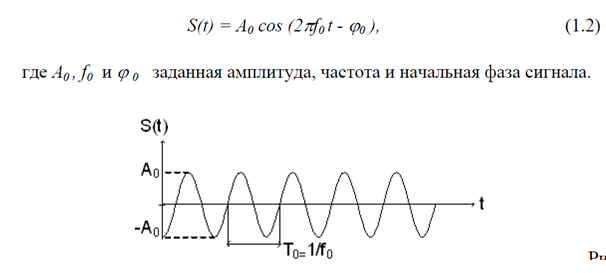 S(t) = A₀ cos (2πf₀ t - φ₀ ), (1.2)
где A₀ , f₀ и φ ₀ заданная амплитуда, частота и начальная фаза сигнала.
S(t)
A₀
t
-A₀
T₀=1/f₀